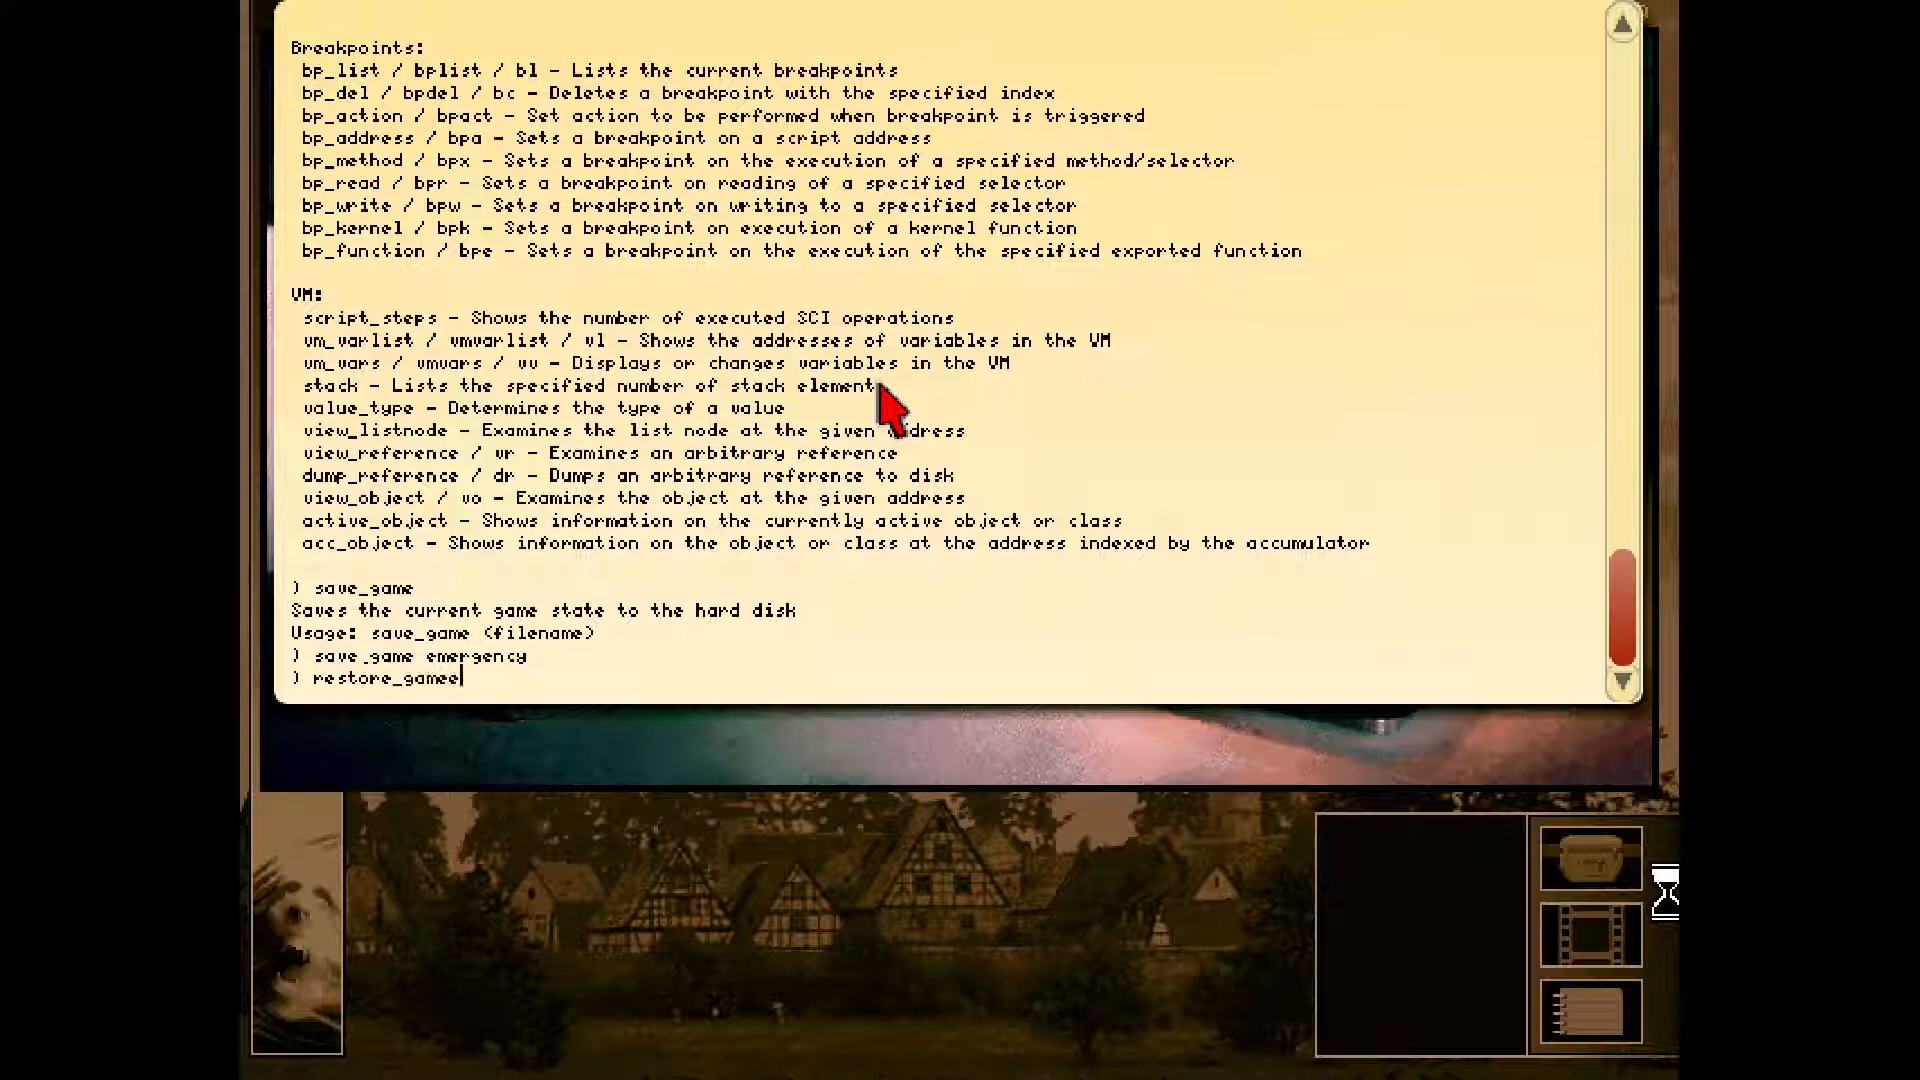 Breakpoints:
bp_list / bplist / bl - Lists the current breakpoints
bp_del / bpdel / bc - Deletes a breakpoint with the specified index
bp_action / bpact - Set action to be performed when breakpoint is triggered
bp_address / bpa - Sets a breakpoint on a script address
bp_method / bpx - Sets a breakpoint on the execution of a specified method/selector
bp_read / bpr - Sets a breakpoint on reading of a specified selector
bp_write / bpw - Sets a breakpoint on writing to a specified selector
bp_kernel / bpk - Sets a breakpoint on execution of a kernel function
bp_function / bpe - Sets a breakpoint on the execution of the specified exported function
VM:
script_steps - Shows the number of executed SCI operations
vm_varlist / vmvarlist / vl - Shows the addresses of variables in the VM
vm_vars / vmvars / vv - Displays or changes variables in the VM
stack - Lists the specified number of stack element
value_type - Determines the type of a value
view_listnode - Examines the list node at the given address
view_reference / vr - Examines an arbitrary reference
dump_reference / dr - Dumps an arbitrary reference to disk
view_object / vo - Examines the object at the given address
active_object - Shows information on the currently active object or class
acc_object - Shows information on the object or class at the address indexed by the accumulator
) save_game
Saves the current game state to the hard disk
Usage: save_game (filename)
) save_game emergency
) restore_gamee